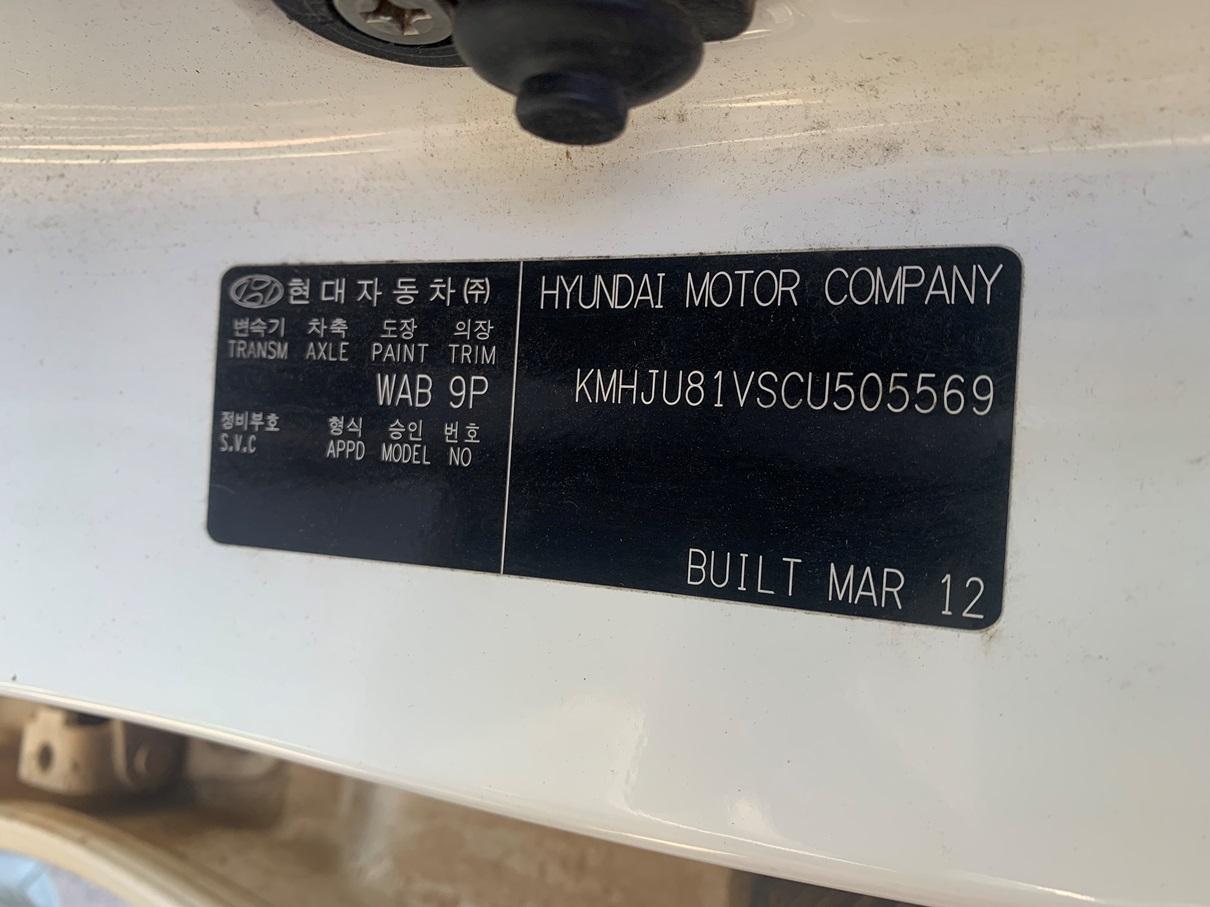 현대자동차㈜
변속기 차축 도장 의장
TRANSM AXLE PAINT TRIM
WAB 9P
정비부호 형식 승인 번호
S.V.C APPD MODEL NO
HYUNDAI MOTOR COMPANY
KMHJU81VSCU505569
BUILT MAR 12